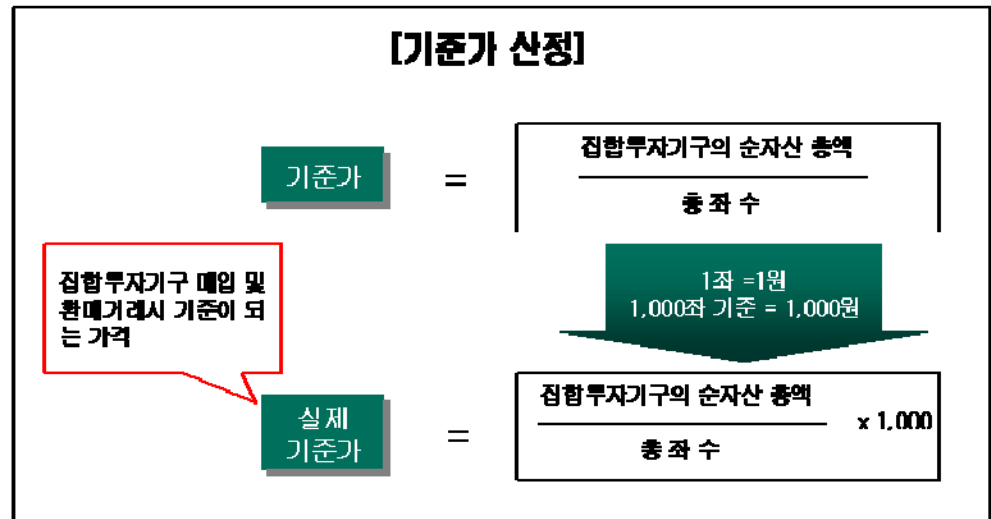 [기준가 산정]
기준가
=
집합투자기구의 순자산 총액
총 좌 수
집합투자기구 매입 및
환매거래시 기준이 되
는 가격
1좌 =1원
1,000좌 기준 = 1,000원
실제
기준가
=
집합투자기구의 순자산 총액
총 좌 수
x 1,000